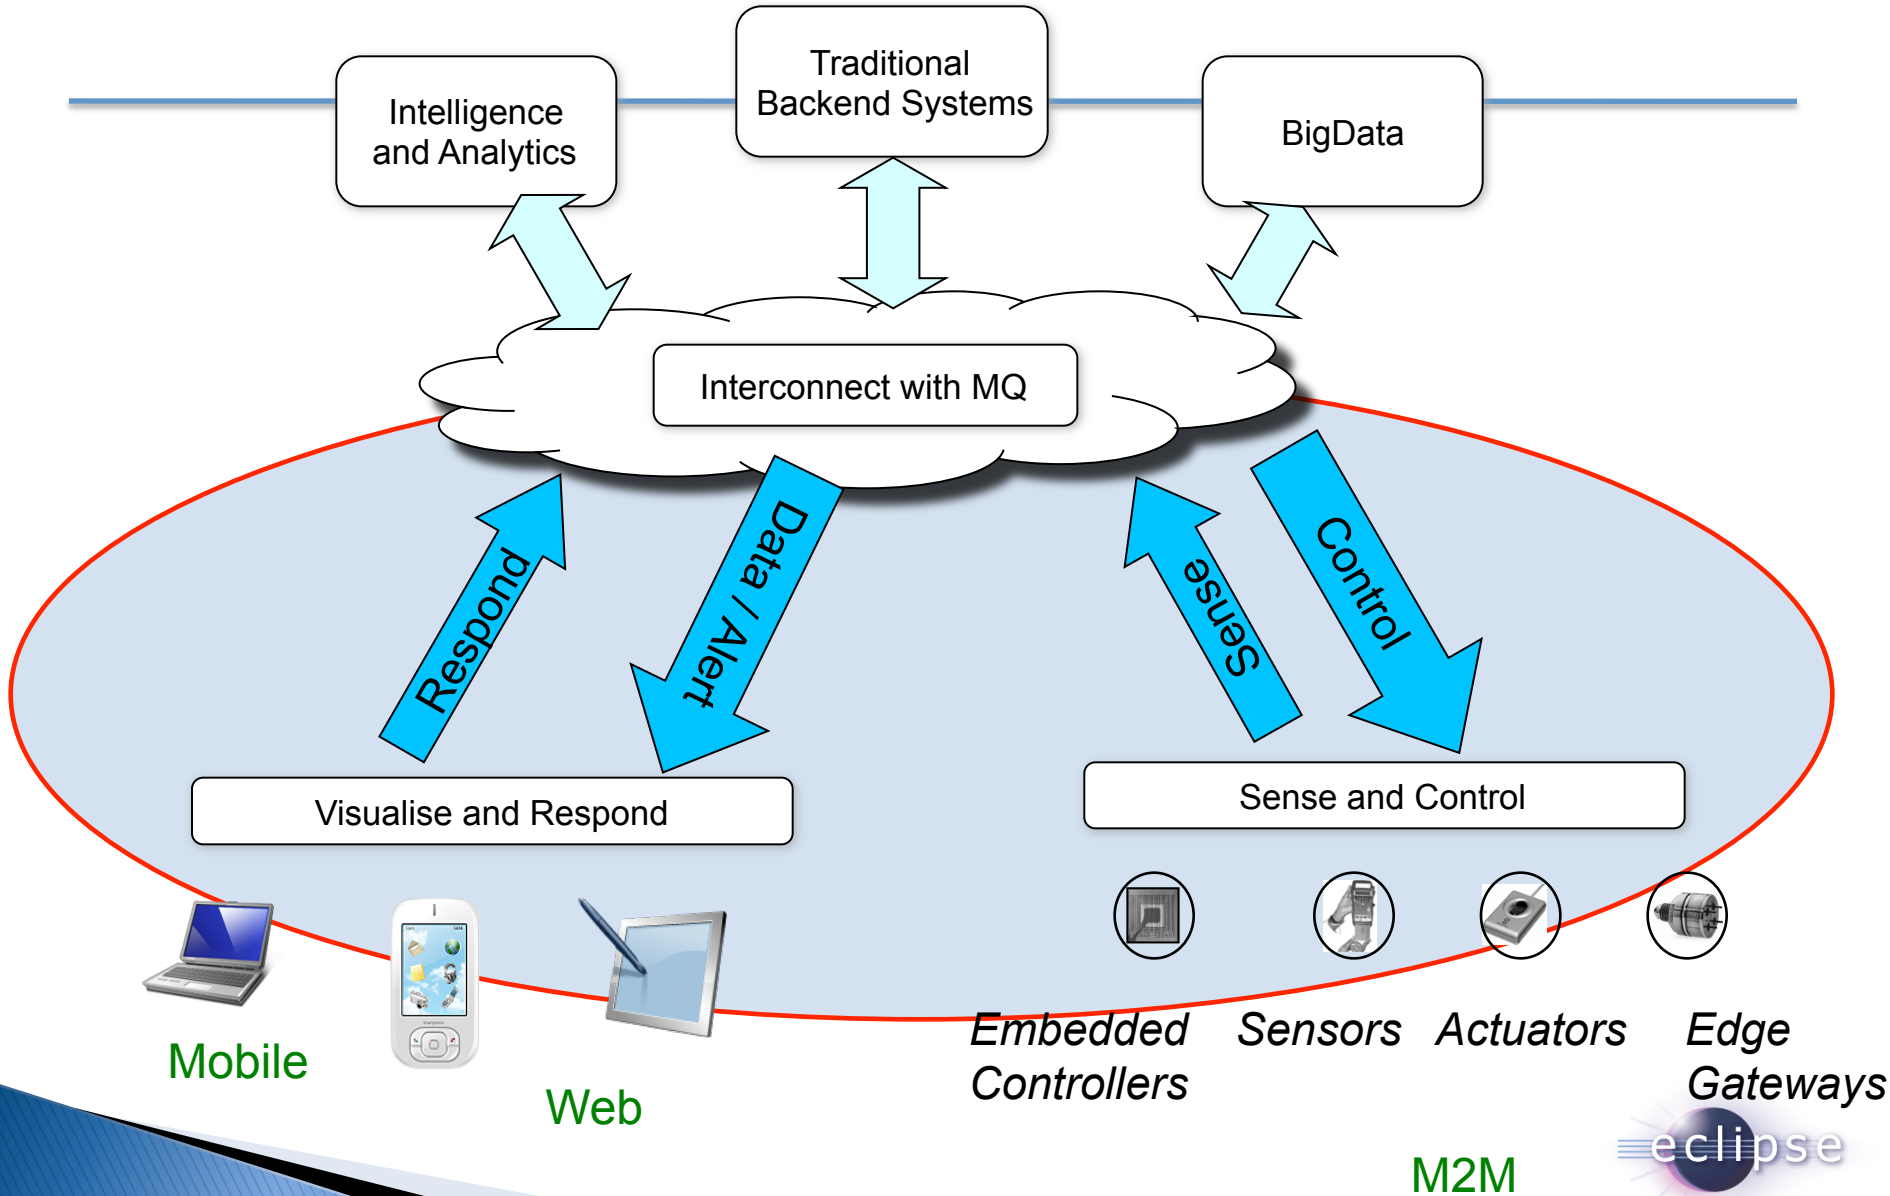 Traditional
Backend Systems
Intelligence
and Analytics
BigData
Interconnect with MQ
Respond
Data / Alert
Sense
Control
Visualise and Respond
Sense and Control
Embedded
Controllers
Sensors
Actuators
Edge
Gateways
Mobile
Web
M2M
eclipse